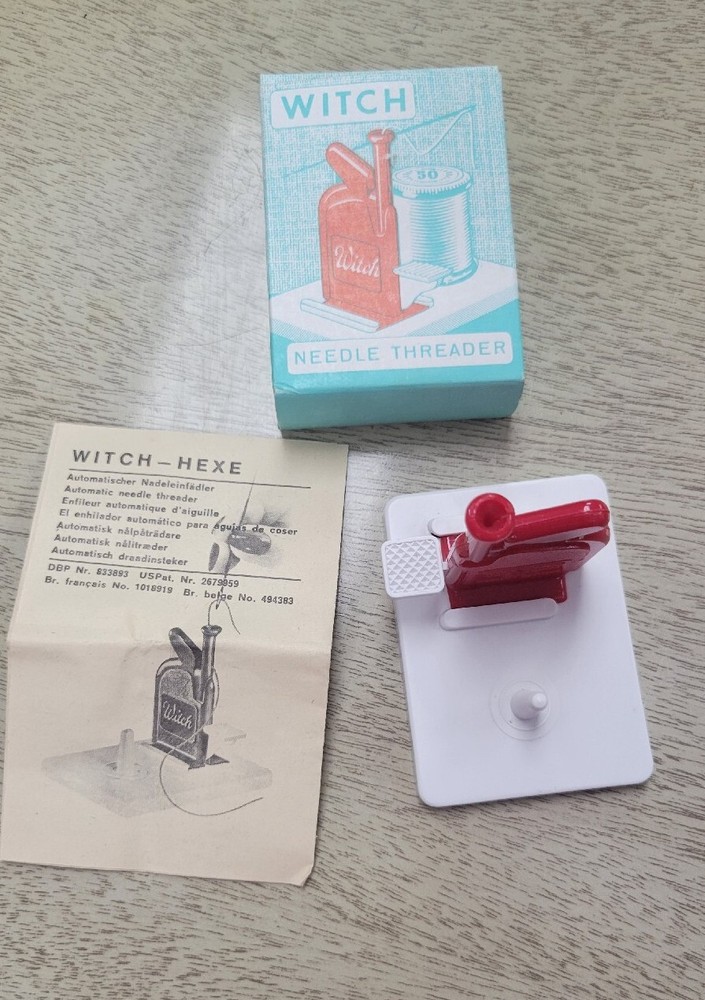 WITCH
50
Witch
NEEDLE THREADER
WITCH – HEXE
Automatischer Nadeleinfädler
Automatic needle threader
Enfileur automatique d'aiguille
El enhilador automático para agujas de coser
Automatisk nålpåträdare
Automatisk nålitræder
Automatisch draadinsteker
DBP Nr. 833893 USPat. Nr. 2679959
Br. français No. 1018919 Br. belge No. 494383
Witch